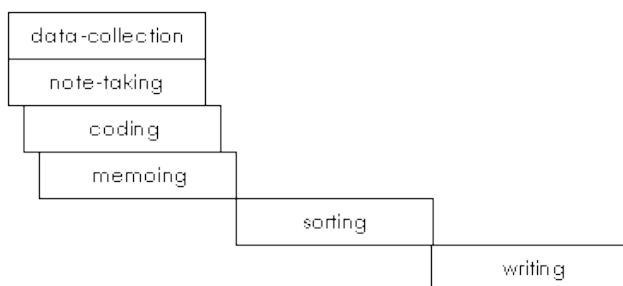 data-collection
note-taking
coding
memoing
sorting
writing